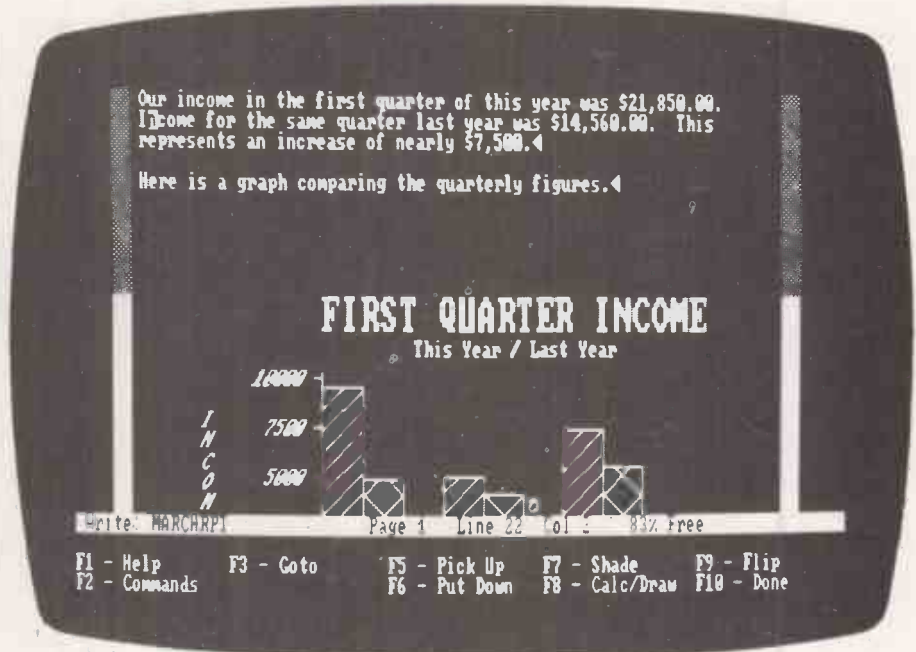 Our income in the first quarter of this year was $21,850.00.
Income for the same quarter last year was $14,560.00. This
represents an increase of nearly $7,500.
Here is a graph comparing the quarterly figures.
FIRST QUARTER INCOME
This Year / Last Year
10000
7500
5000
INCOM
Write: MARCARPT
Page 1 Line 22 Col 83% Free
F1 - Help F3 - Goto F5 - Pick Up F7 - Shade F9 - Flip
F2 - Commands F6 - Put Down F8 - Calc/Draw F10 - Done